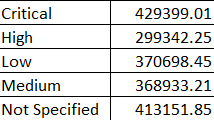 Critical 429399.01
High 299342.25
Low 370698.45
Medium 368933.21
Not Specified 413151.85